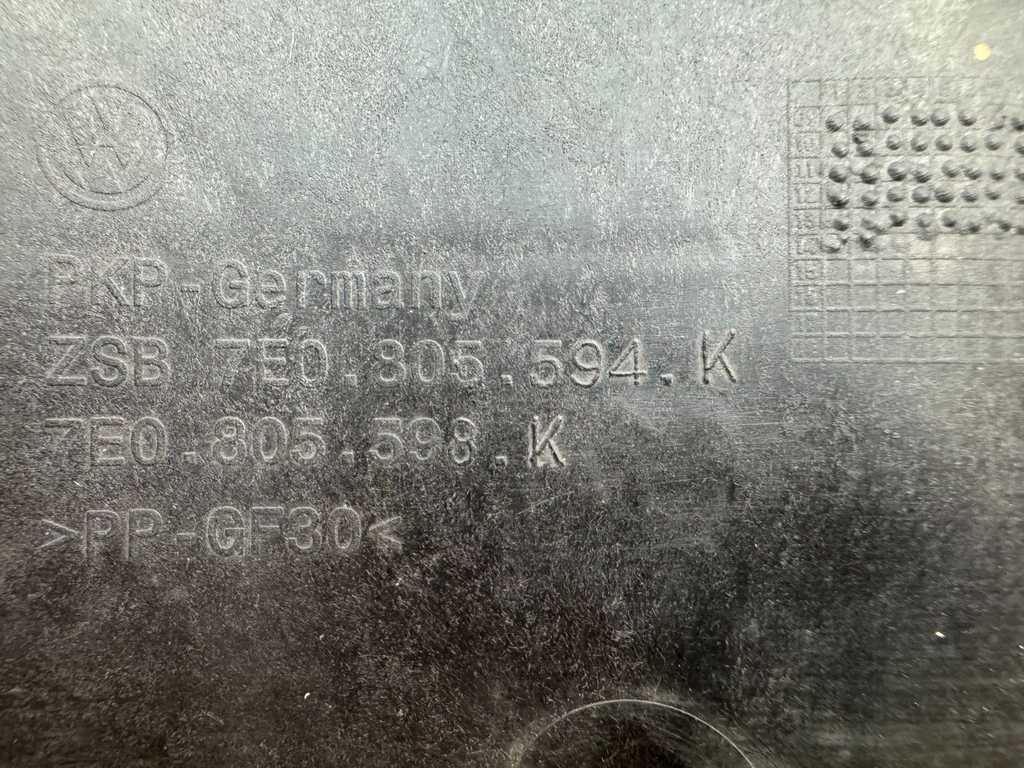 PKP-Germany
ZSB 7E0.805.594.K
7E0.805.598.K
>PP-GF30<